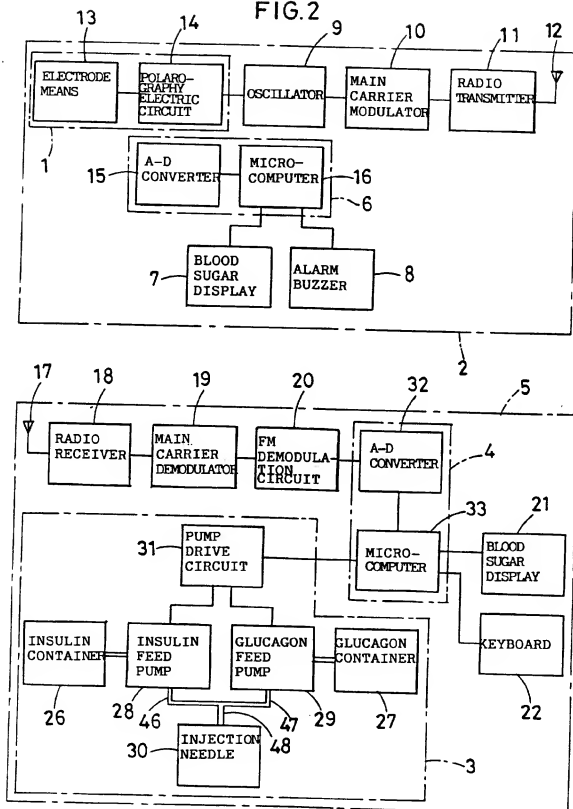 FIG.2
13
14
9
10
11
12
ELECTRODE
MEANS
POLARO-
GRAPHY
ELECTRIC
CIRCUIT
OSCILLATOR
MAIN
CARRIER
MODULATOR
RADIO
TRANSMITTER
1
15
A-D
CONVERTER
MICRO-
COMPUTER
16
6
7
BLOOD
SUGAR
DISPLAY
ALARM
BUZZER
8
2
17
18
19
20
32
5
RADIO
RECEIVER
MAIN
CARRIER
DEMODULATOR
FM
DEMODULA
TION
CIRCUIT
A-D
CONVERTER
4
33
21
31
PUMP
DRIVE
CIRCUIT
MICRO-
COMPUTER
BLOOD
SUGAR
DISPLAY
INSULIN
CONTAINER
INSULIN
FEED
PUMP
GLUCAGON
FEED
PUMP
GLUCAGON
CONTAINER
KEYBOARD
26
28
46
47
29
27
22
48
30
INJECTION
NEEDLE
3